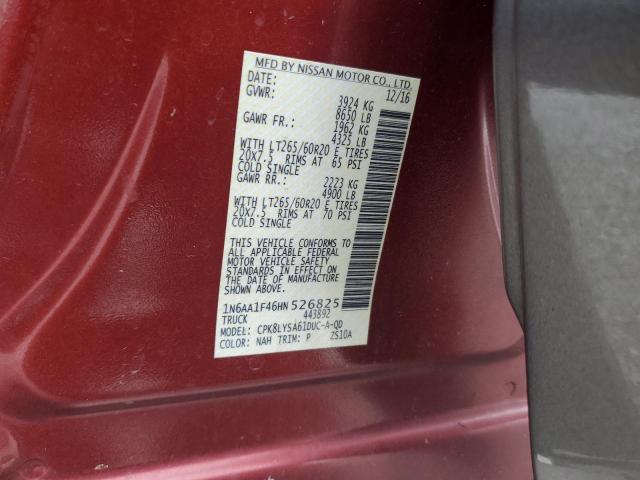 MFD BY NISSAN MOTOR CO., LTD.
DATE: 12/16
GVWR: 3924 KG
8650 LB
GAWR FR.: 1962 KG
4325 LB
WITH LT265/60R20 E TIRES
20X7.5 RIMS AT 65 PSI
COLD SINGLE
GAWR RR.: 2223 KG
4900 LB
WITH LT265/60R20 E TIRES
20X7.5 RIMS AT 70 PSI
COLD SINGLE
THIS VEHICLE CONFORMS TO
ALL APPLICABLE FEDERAL
MOTOR VEHICLE SAFETY
STANDARDS IN EFFECT ON
THE DATE OF MANUFACTURE
SHOWN ABOVE.
1N6AA1F46HN526825
TRUCK 443892
MODEL: CPK8LYSA61DUC-A-QD
COLOR: NAH TRIM: P ZS10A